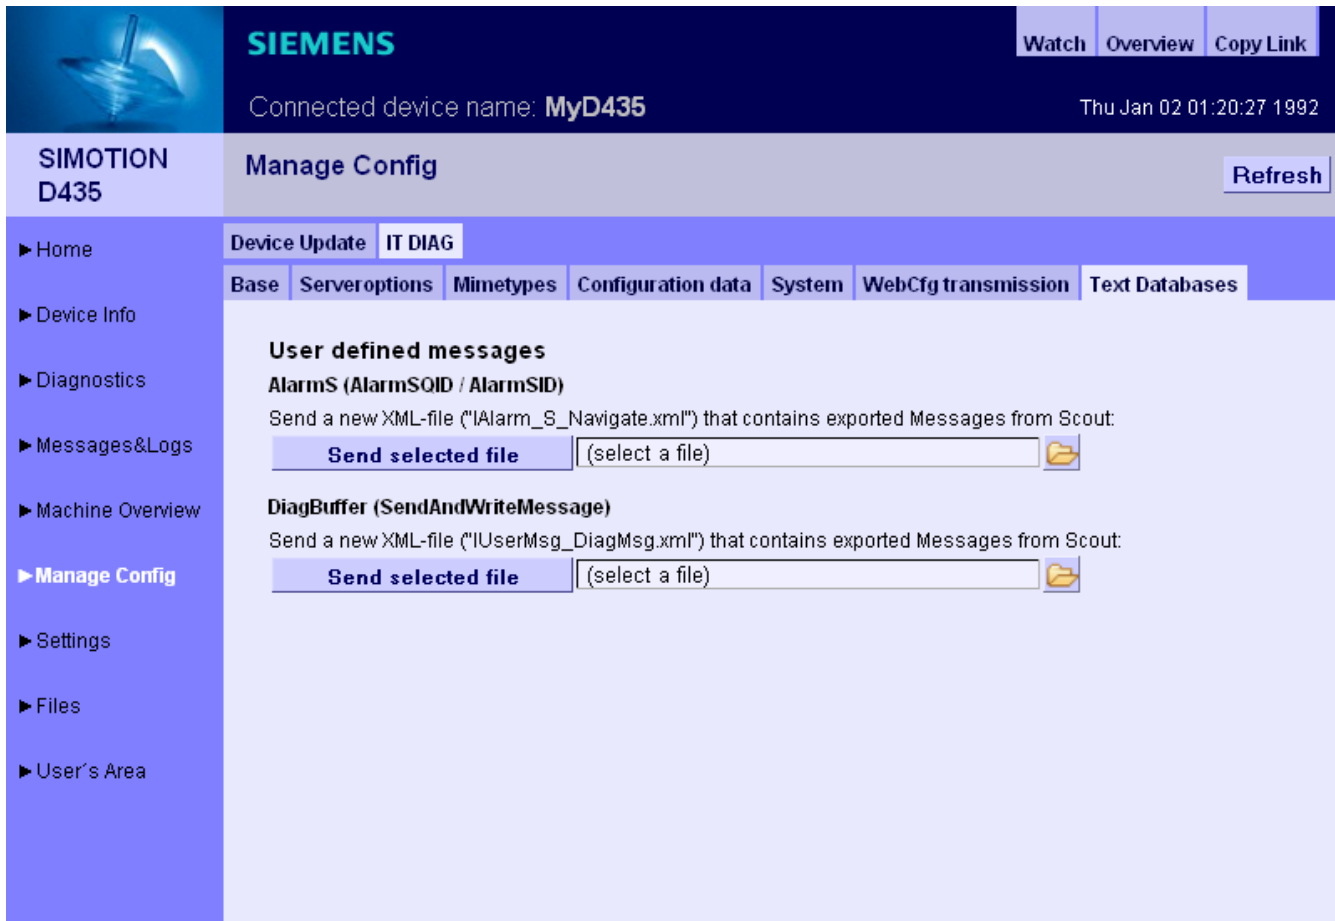 SIEMENS
Watch Overview Copy Link
Connected device name: MyD435
Thu Jan 02 01:20:27 1992
SIMOTION
D435
Manage Config
Refresh
Home
Device Info
Diagnostics
Messages&Logs
Machine Overview
Manage Config
Settings
Files
User´s Area
Device Update IT DIAG
Base Serveroptions Mimetypes Configuration data System WebCfg transmission Text Databases
User defined messages
AlarmS (AlarmSQID / AlarmSID)
Send a new XML-file ("IAlarm_S_Navigate.xml") that contains exported Messages from Scout:
Send selected file (select a file)
DiagBuffer (SendAndWriteMessage)
Send a new XML-file ("IUserMsg_DiagMsg.xml") that contains exported Messages from Scout:
Send selected file (select a file)